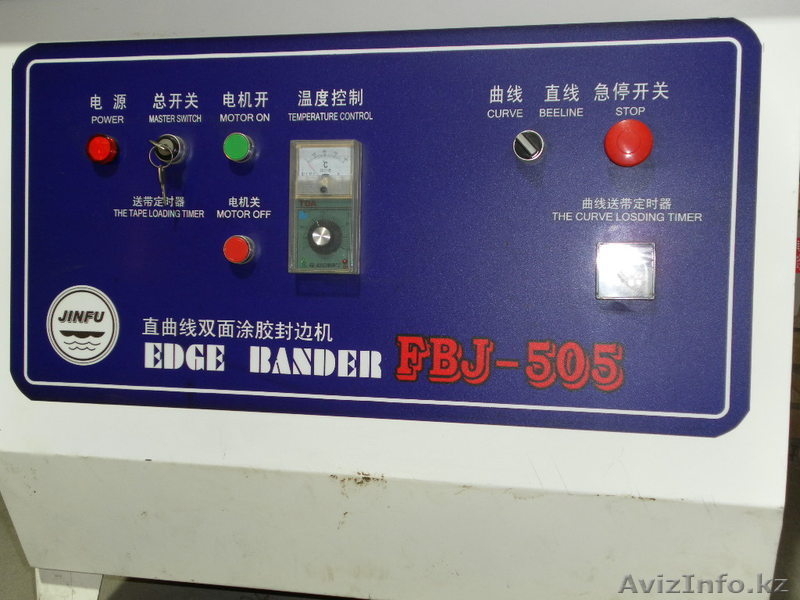 电 源
POWER
总开关
MASTER SWITCH
电机开
MOTOR ON
温度控制
TEMPERATURE CONTROL
曲线
CURVE
直线
BEELINE
急停开关
STOP
℃
TDA
送带定时器
THE TAPE LOADING TIMER
电机关
MOTOR OFF
曲线送带定时器
THE CURVE LOSDING TIMER
JINFU
直曲线双面涂胶封边机
EDGE BANDER FBJ-505
AvizInfo.kz